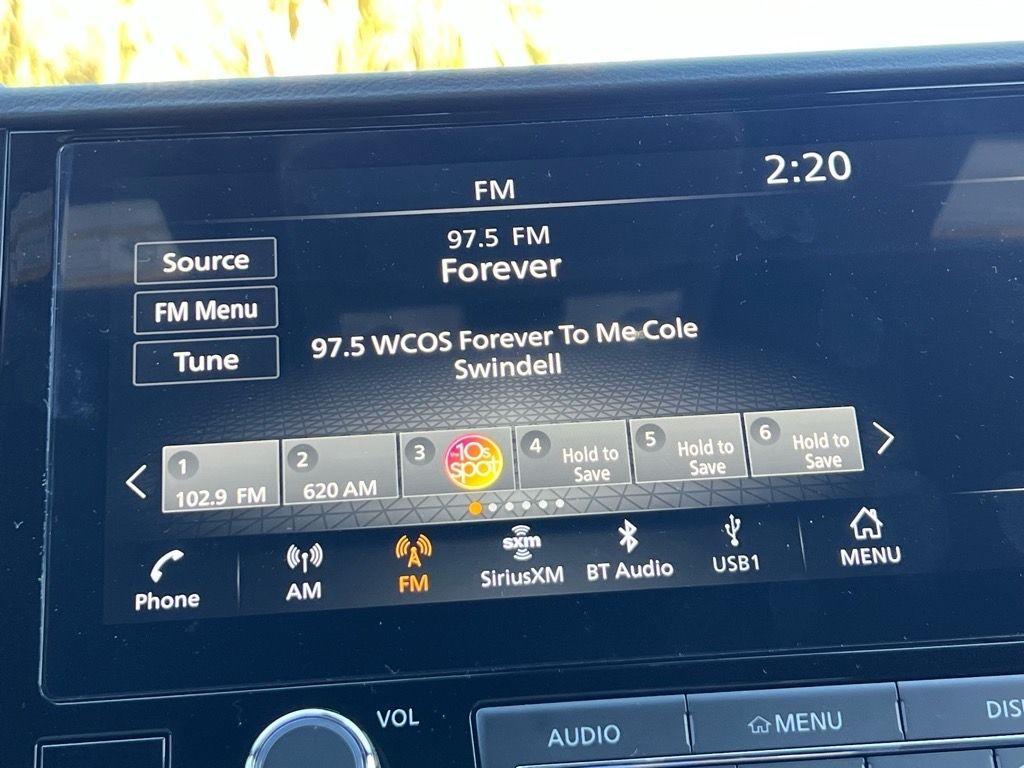 FM
2:20
97.5 FM
Forever
Source
FM Menu
Tune
97.5 WCOS Forever To Me Cole
Swindell
1
102.9 FM
2
620 AM
3
the 10s
spot
4
Hold to
Save
5
Hold to
Save
6
Hold to
Save
Phone
AM
FM
sxm
SiriusXM
BT Audio
USB1
MENU
VOL
AUDIO
MENU